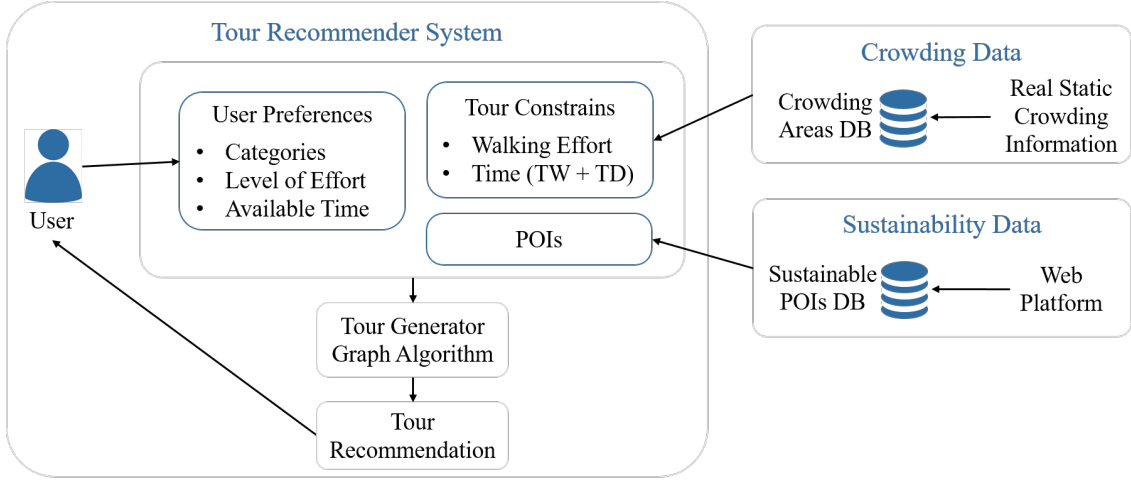 Tour Recommender System
User
User Preferences
• Categories
• Level of Effort
• Available Time
Tour Constrains
• Walking Effort
• Time (TW + TD)
POIs
Tour Generator
Graph Algorithm
Tour
Recommendation
Crowding Data
Crowding
Areas DB
Real Static
Crowding
Information
Sustainability Data
Sustainable
POIs DB
Web
Platform